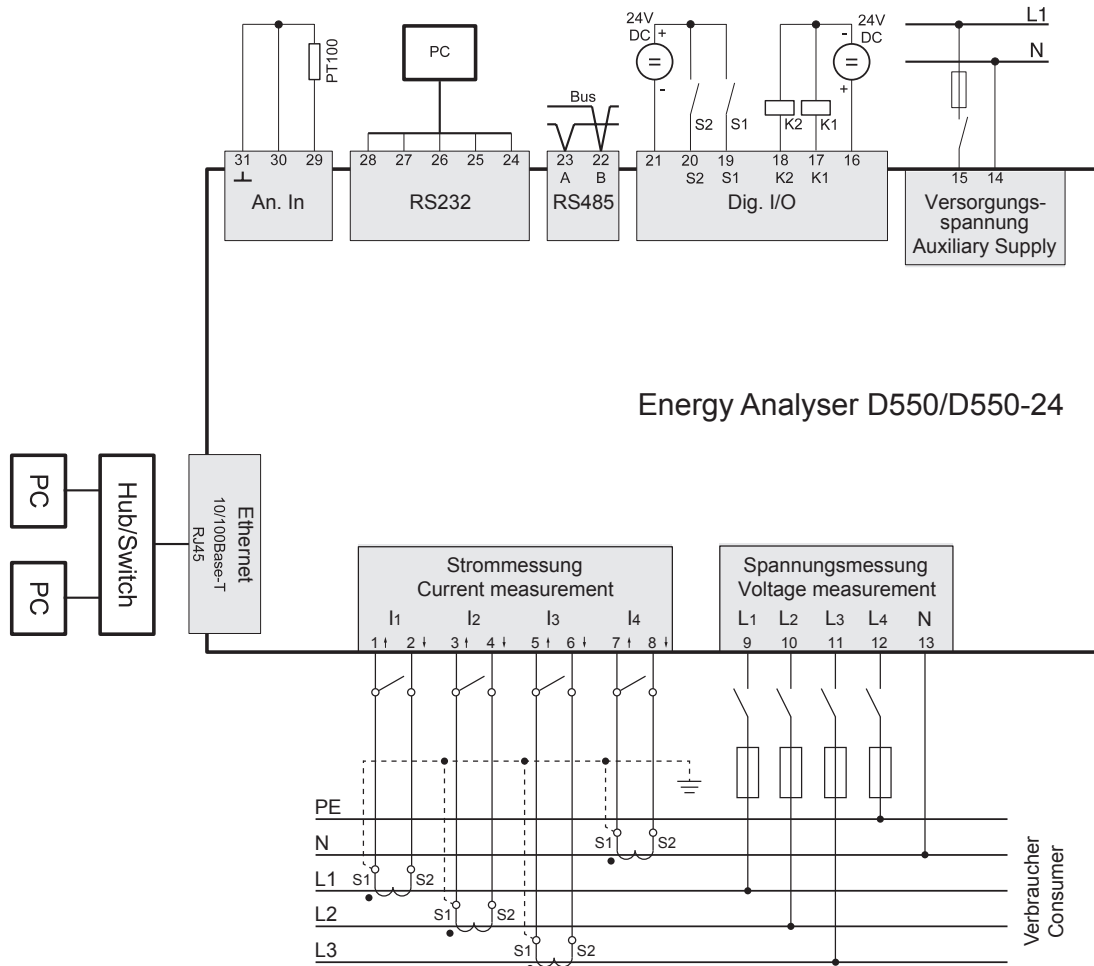 24V
DC
+
-
24V
DC
-
+
L1
N
PT100
PC
Bus
S2
S1
K2
K1
31
30
29
28
27
26
25
24
23
22
21
20
19
18
17
16
15
14
A
B
S2
S1
K2
K1
An. In
RS232
RS485
Dig. I/O
Versorgungs-
spannung
Auxiliary Supply
Energy Analyser D550/D550-24
PC
PC
Hub/Switch
Ethernet
10/100Base-T
RJ45
Strommessung
Current measurement
I1
I2
I3
I4
1
2
3
4
5
6
7
8
Spannungsmessung
Voltage measurement
L1
L2
L3
L4
N
9
10
11
12
13
PE
N
S1
S2
L1
S1
S2
L2
S1
S2
L3
S1
S2
Verbraucher
Consumer